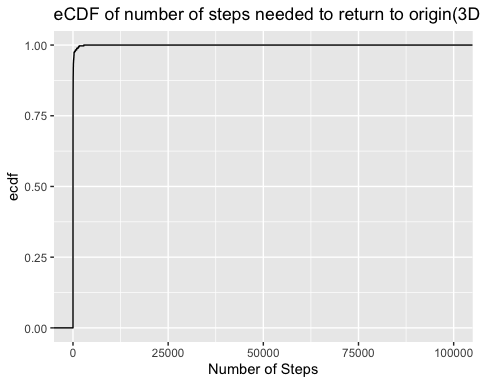 eCDF of number of steps needed to return to origin(3D
1.00
0.75
0.50
0.25
0.00
ecdf
0 25000 50000 75000 100000
Number of Steps